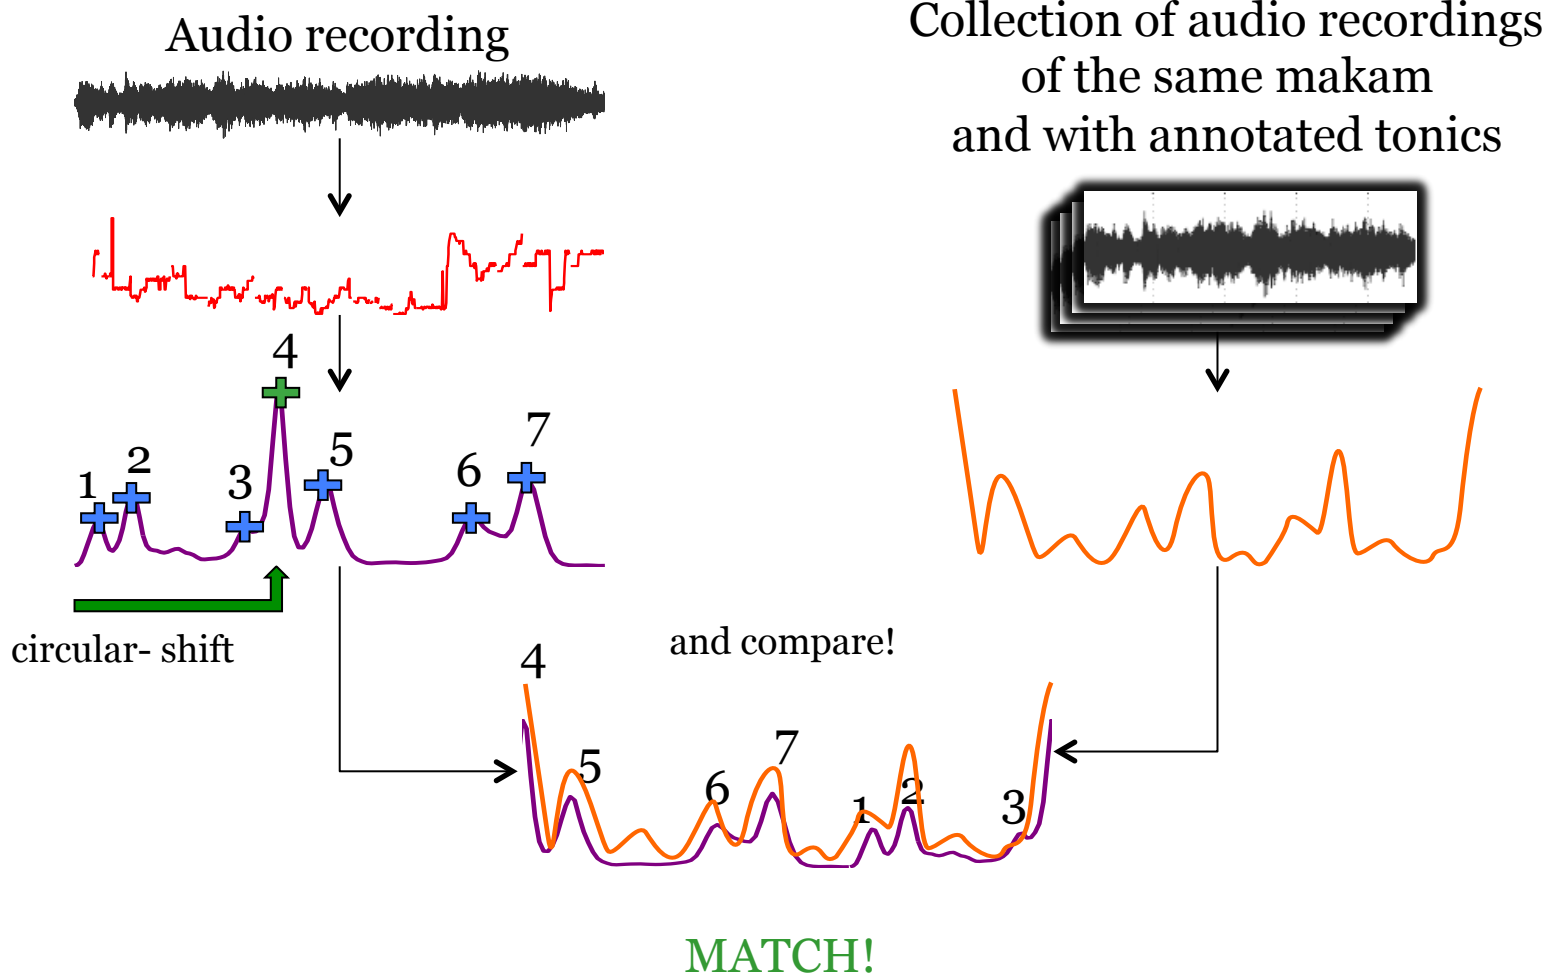 Audio recording
Collection of audio recordings
of the same makam
and with annotated tonics
4
1
2
3
5
6
7
circular- shift
and compare!
4
5
6
7
1
2
3
MATCH!